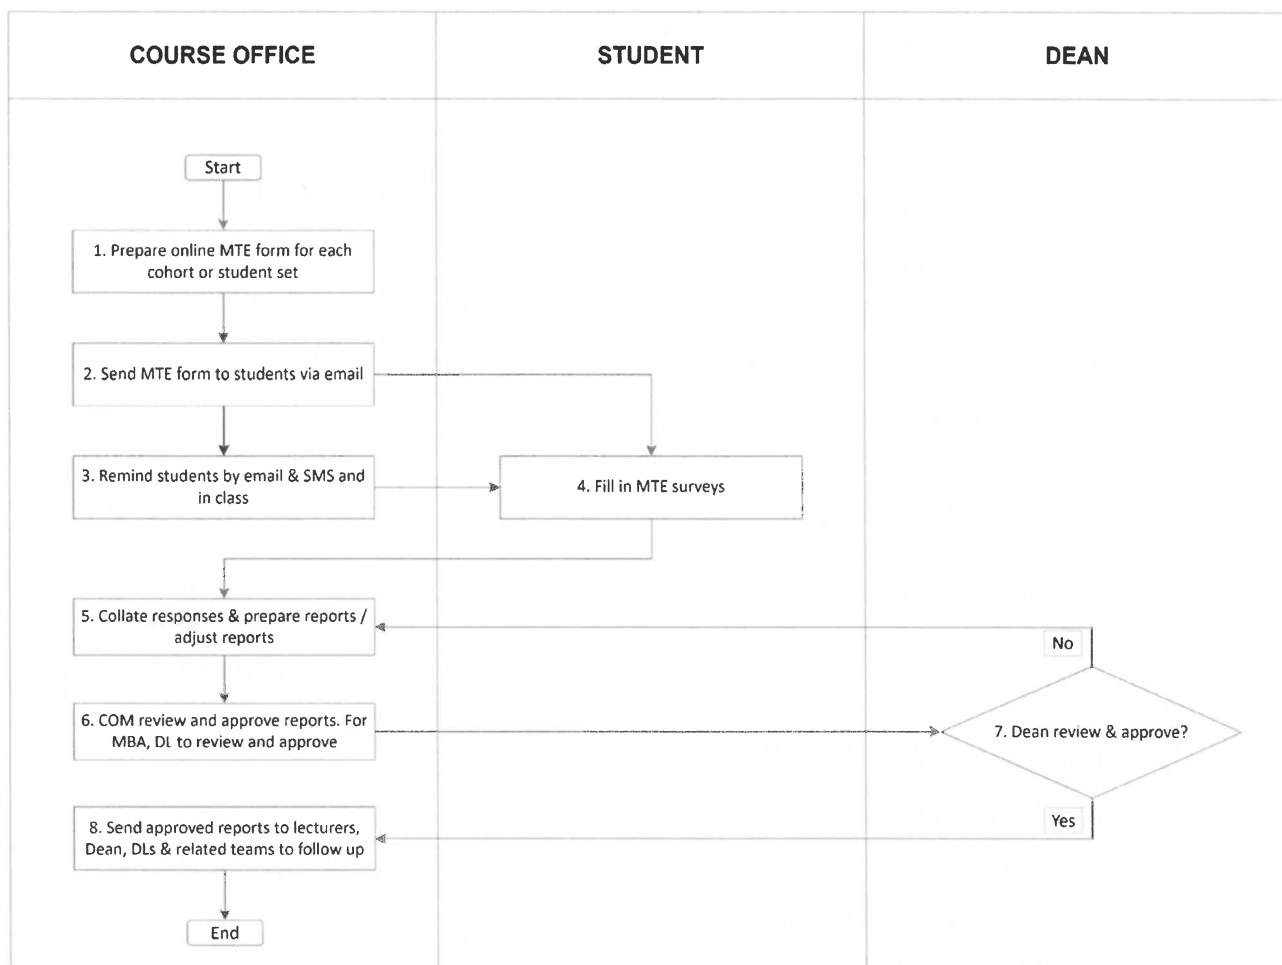 COURSE OFFICE
STUDENT
DEAN
Start
1. Prepare online MTE form for each
cohort or student set
2. Send MTE form to students via email
3. Remind students by email & SMS and
in class
4. Fill in MTE surveys
5. Collate responses & prepare reports /
adjust reports
No
6. COM review and approve reports. For
MBA, DL to review and approve
7. Dean review & approve?
Yes
8. Send approved reports to lecturers,
Dean, DLs & related teams to follow up
End